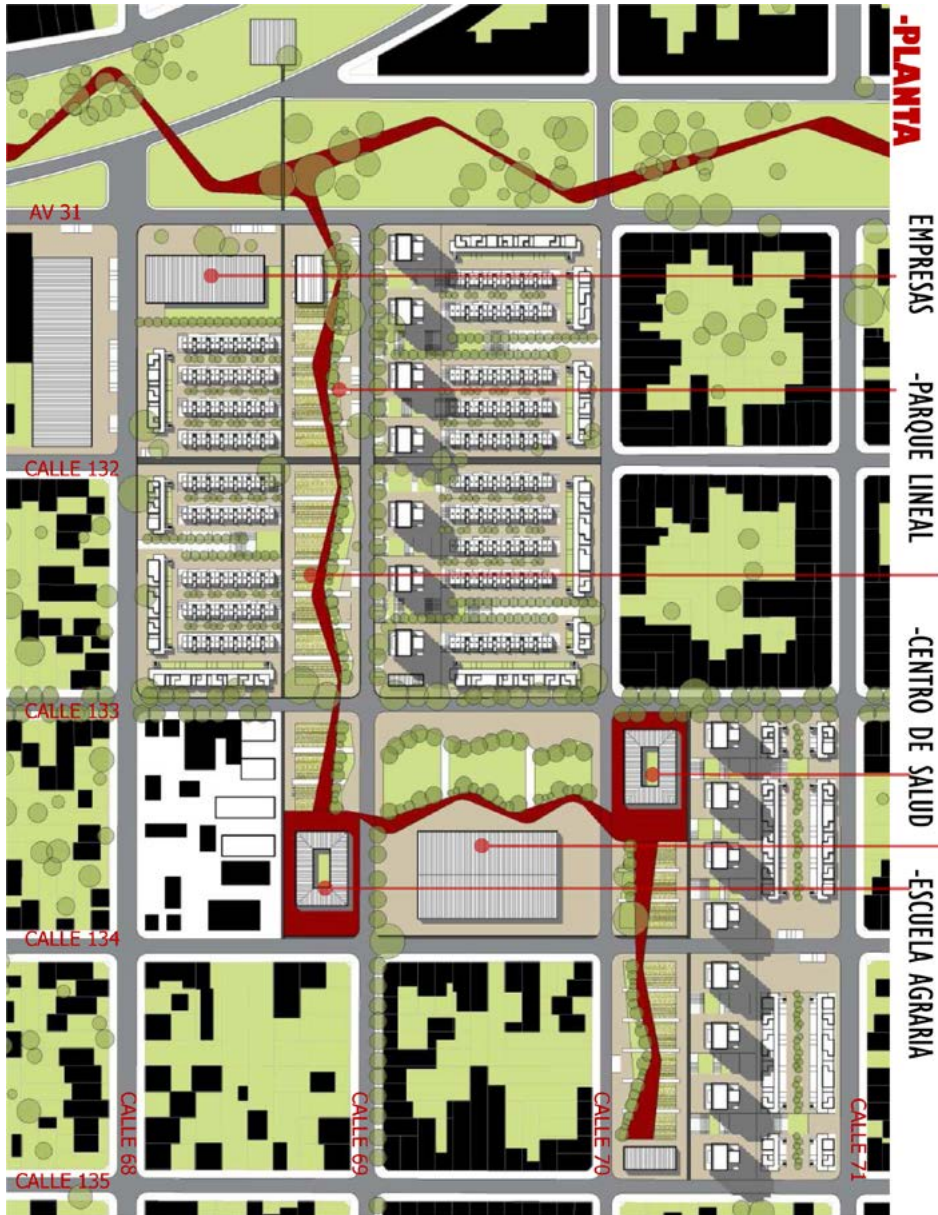 -PLANTA
EMPRESAS -PARQUE LINEAL -CENTRO DE SALUD -ESCUELA AGRARIA
AV 31
CALLE 132
CALLE 133
CALLE 134
CALLE 135
CALLE 68
CALLE 69
CALLE 70
CALLE 71